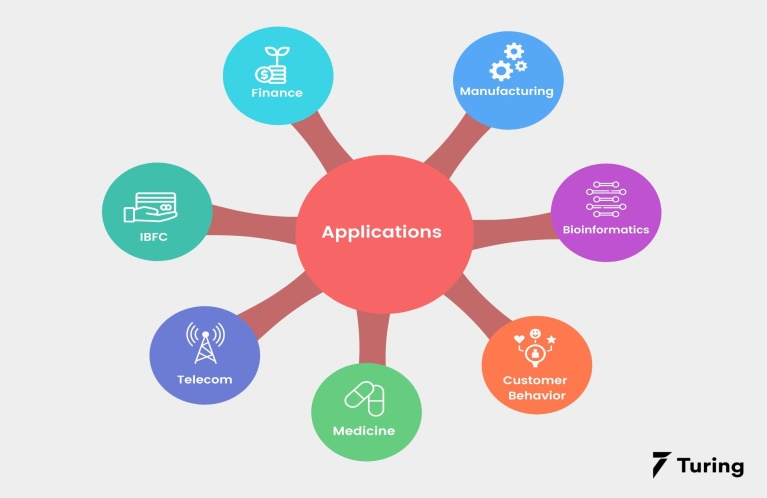 Finance
Manufacturing
$
IBFC
Applications
Bioinformatics
Telecom
Customer
Behavior
Medicine
Turing